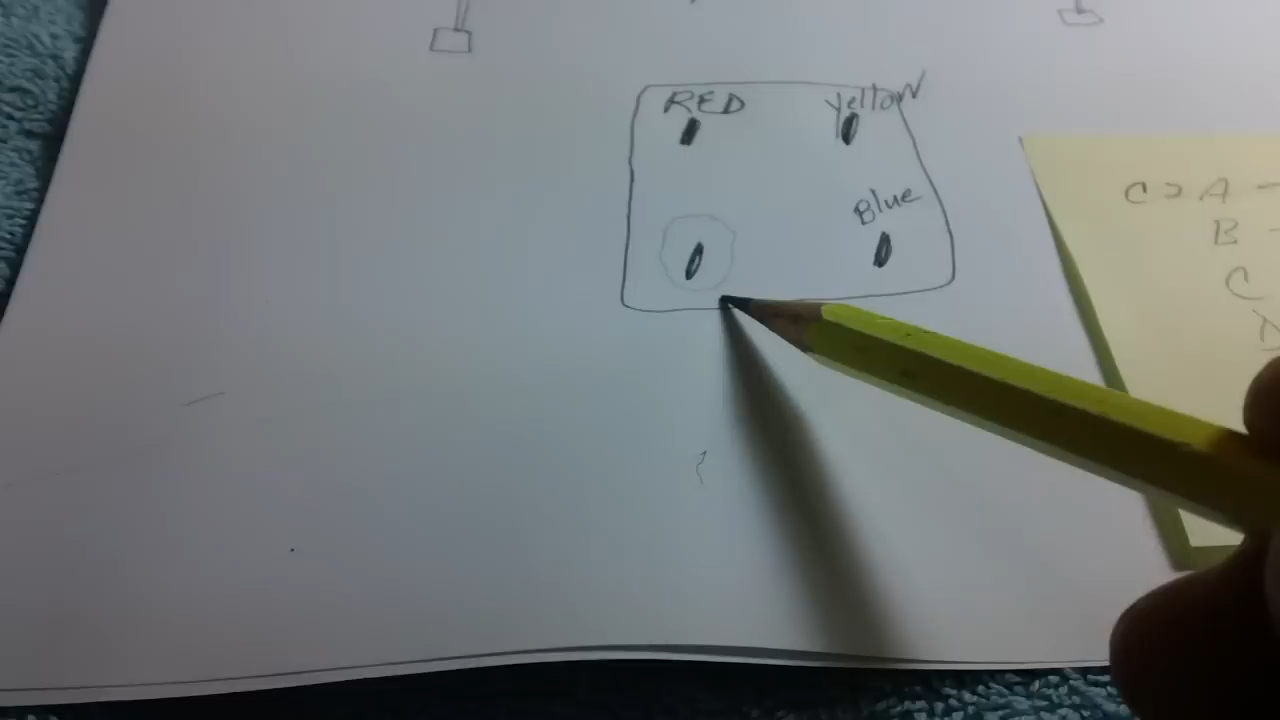 RED
Yellow
Blue
C > A -
B -
C
D